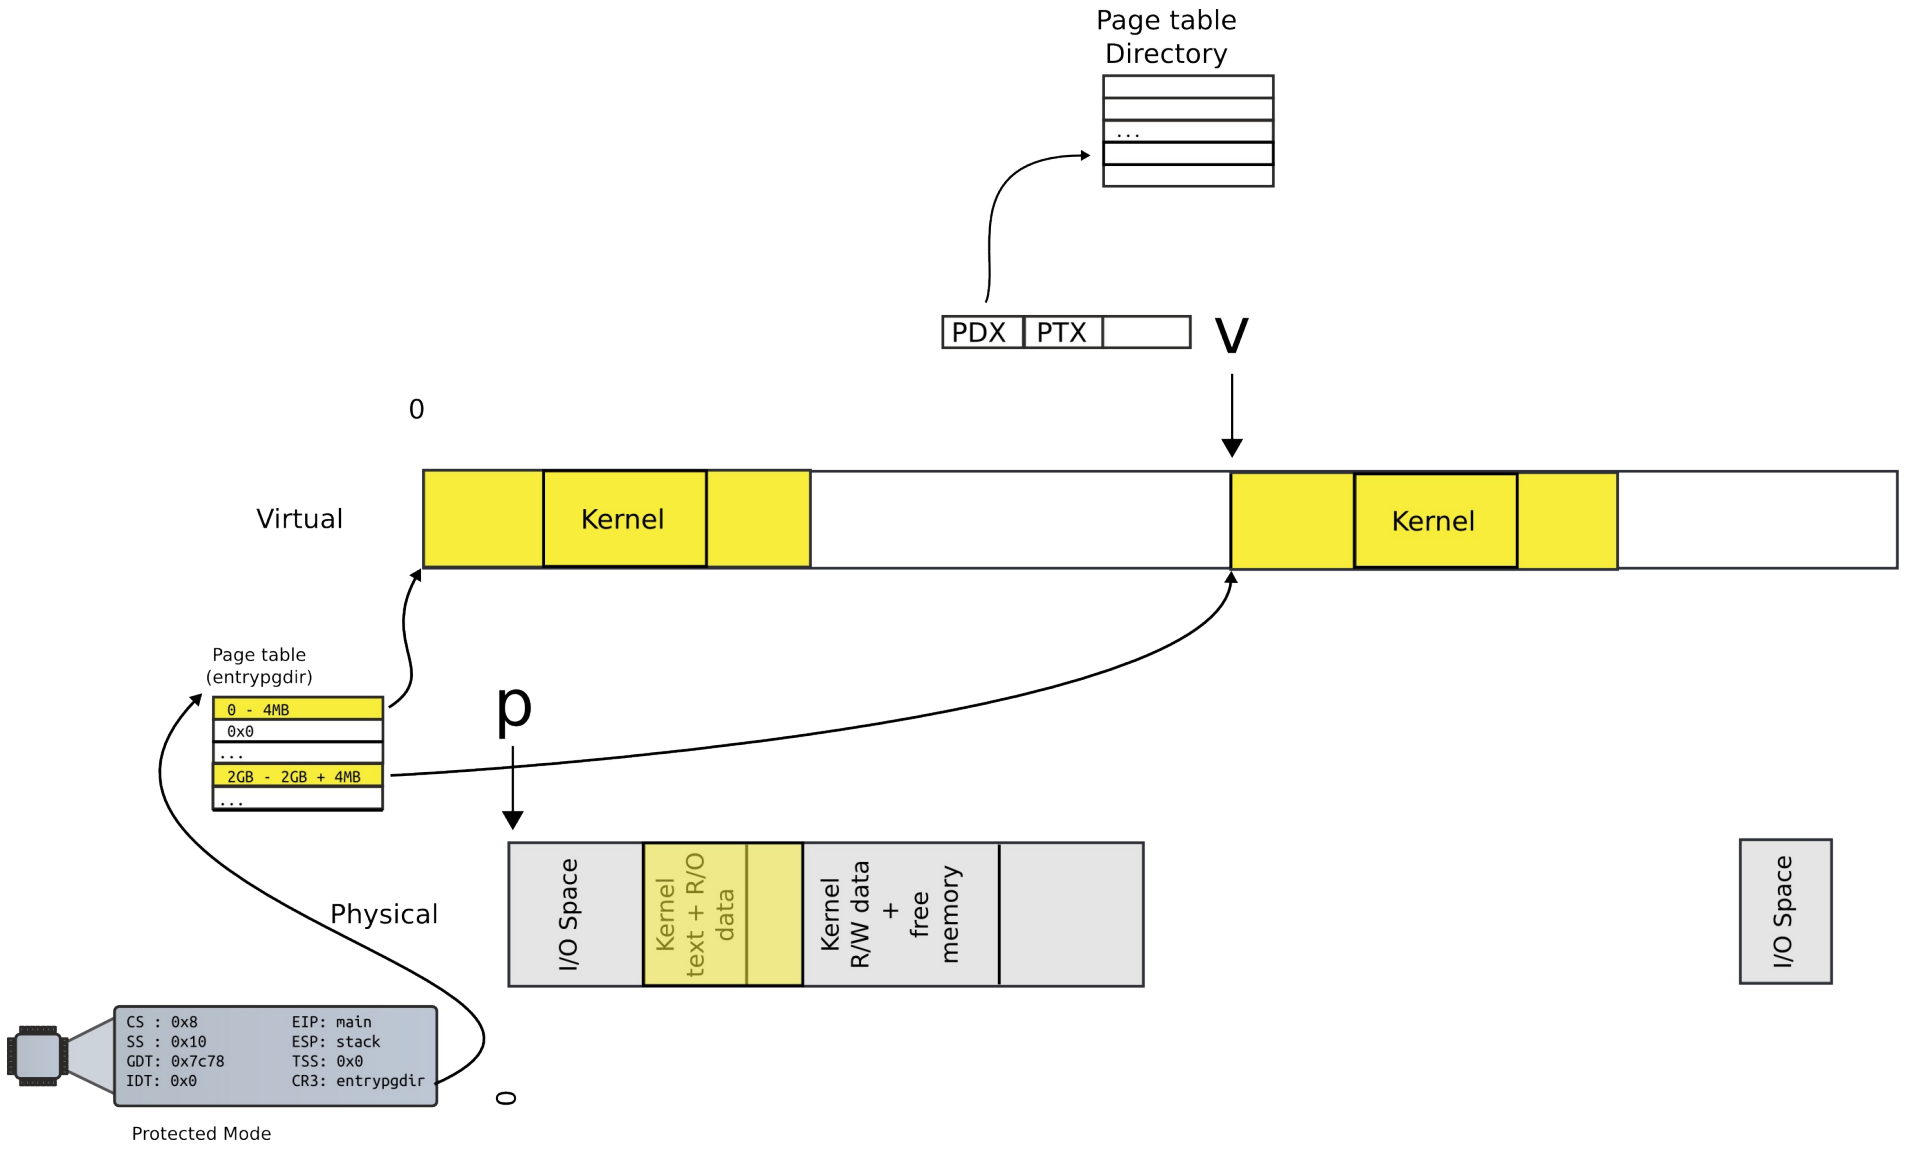 Page table
Directory
...
PDX PTX
v
0
Virtual
Kernel
Kernel
Page table
(entrypgdir)
0 - 4MB
0x0
...
2GB - 2GB + 4MB
...
p
Physical
I/O Space
Kernel
text + R/O
data
Kernel
R/W data
+
free
memory
I/O Space
CS : 0x8 EIP: main
SS : 0x10 ESP: stack
GDT: 0x7c78 TSS: 0x0
IDT: 0x0 CR3: entrypgdir
0
Protected Mode